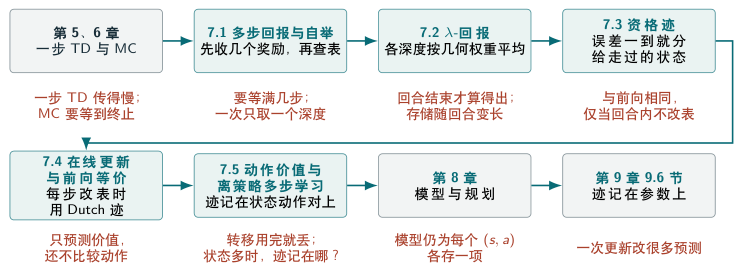 第 5、6 章
一步 TD 与 MC
7.1 多步回报与自举
先收几个奖励，再查表
7.2 λ-回报
各深度按几何权重平均
7.3 资格迹
误差一到就分
给走过的状态
一步 TD 传得慢；
MC 要等到终止
要等满几步；
一次只取一个深度
回合结束才算得出；
存储随回合变长
与前向相同，
仅当回合内不改表
7.4 在线更新
与前向等价
每步改表时
用 Dutch 迹
7.5 动作价值与
离策略多步学习
迹记在状态动作对上
第 8 章
模型与规划
第 9 章 9.6 节
迹记在参数上
只预测价值，
还不比较动作
转移用完就丢；
状态多时，迹记在哪？
模型仍为每个 (s, a)
各存一项
一次更新改很多预测